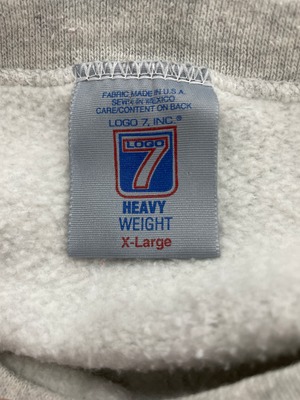 FABRIC MADE IN U.S.A.
SEWN IN MEXICO
CARE/CONTENT ON BACK
LOGO 7, INC.®
LOGO
7
HEAVY
WEIGHT
X-Large